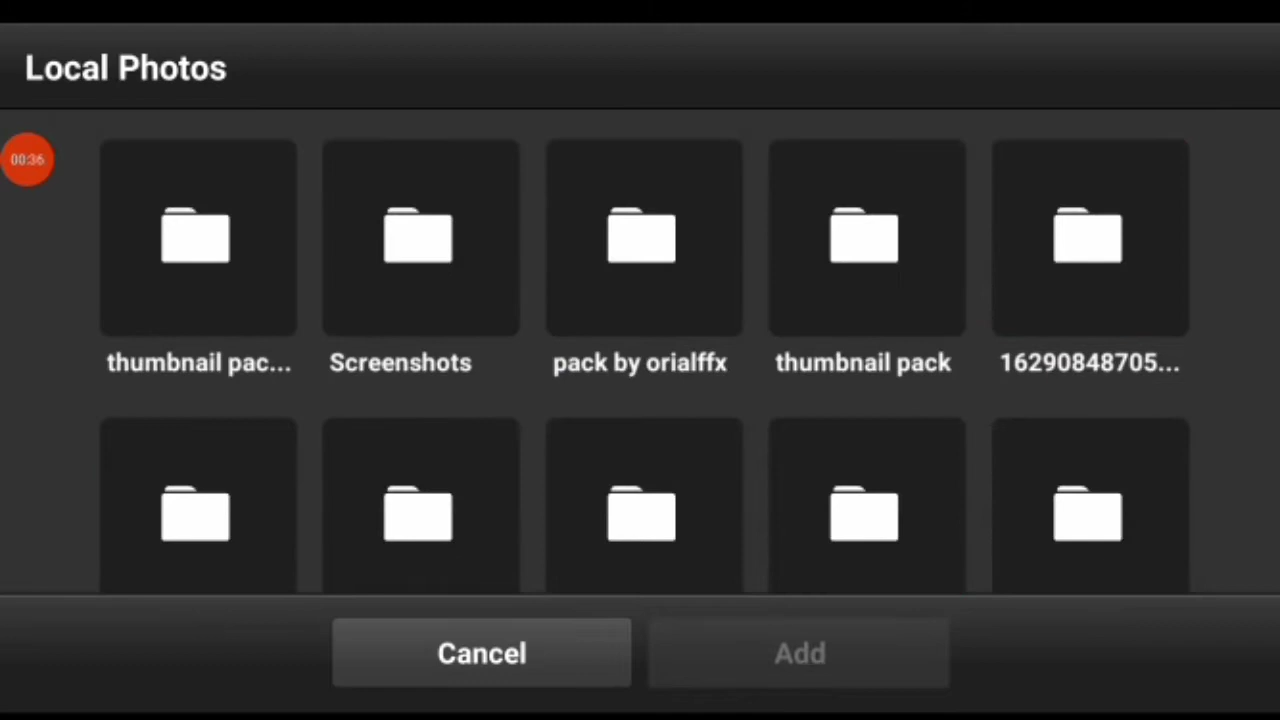 Local Photos
00:36
thumbnail pac...
Screenshots
pack by orialffx
thumbnail pack
16290848705...
Cancel
Add